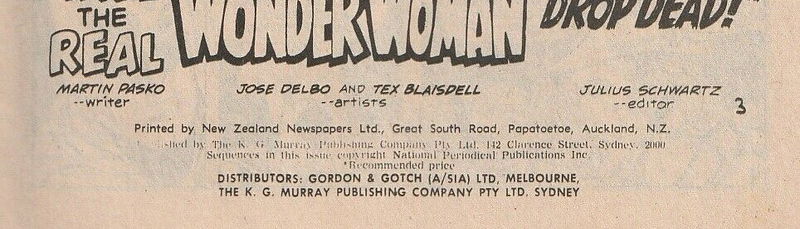 THE
REAL WONDER WOMAN DROP DEAD!"
MARTIN PASKO JOSE DELBO AND TEX BLAISDELL JULIUS SCHWARTZ
--writer --artists --editor 3
Printed by New Zealand Newspapers Ltd., Great South Road, Papatoetoe, Auckland, N.Z.
ished by The K. G. Murray Publishing Company Pty Ltd. 142 Clarence Street, Sydney, 2000
Sequences in this issue copyright National Periodical Publications Inc.
*Recommended price
DISTRIBUTORS: GORDON & GOTCH (A/SIA) LTD, MELBOURNE,
THE K. G. MURRAY PUBLISHING COMPANY PTY LTD. SYDNEY